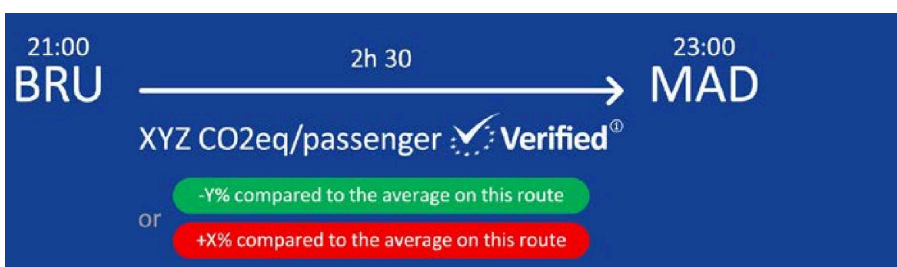 21:00
2h 30
23:00
BRU
MAD
XYZ CO2eq/passenger Verified ⓘ
-Y% compared to the average on this route
or
+X% compared to the average on this route